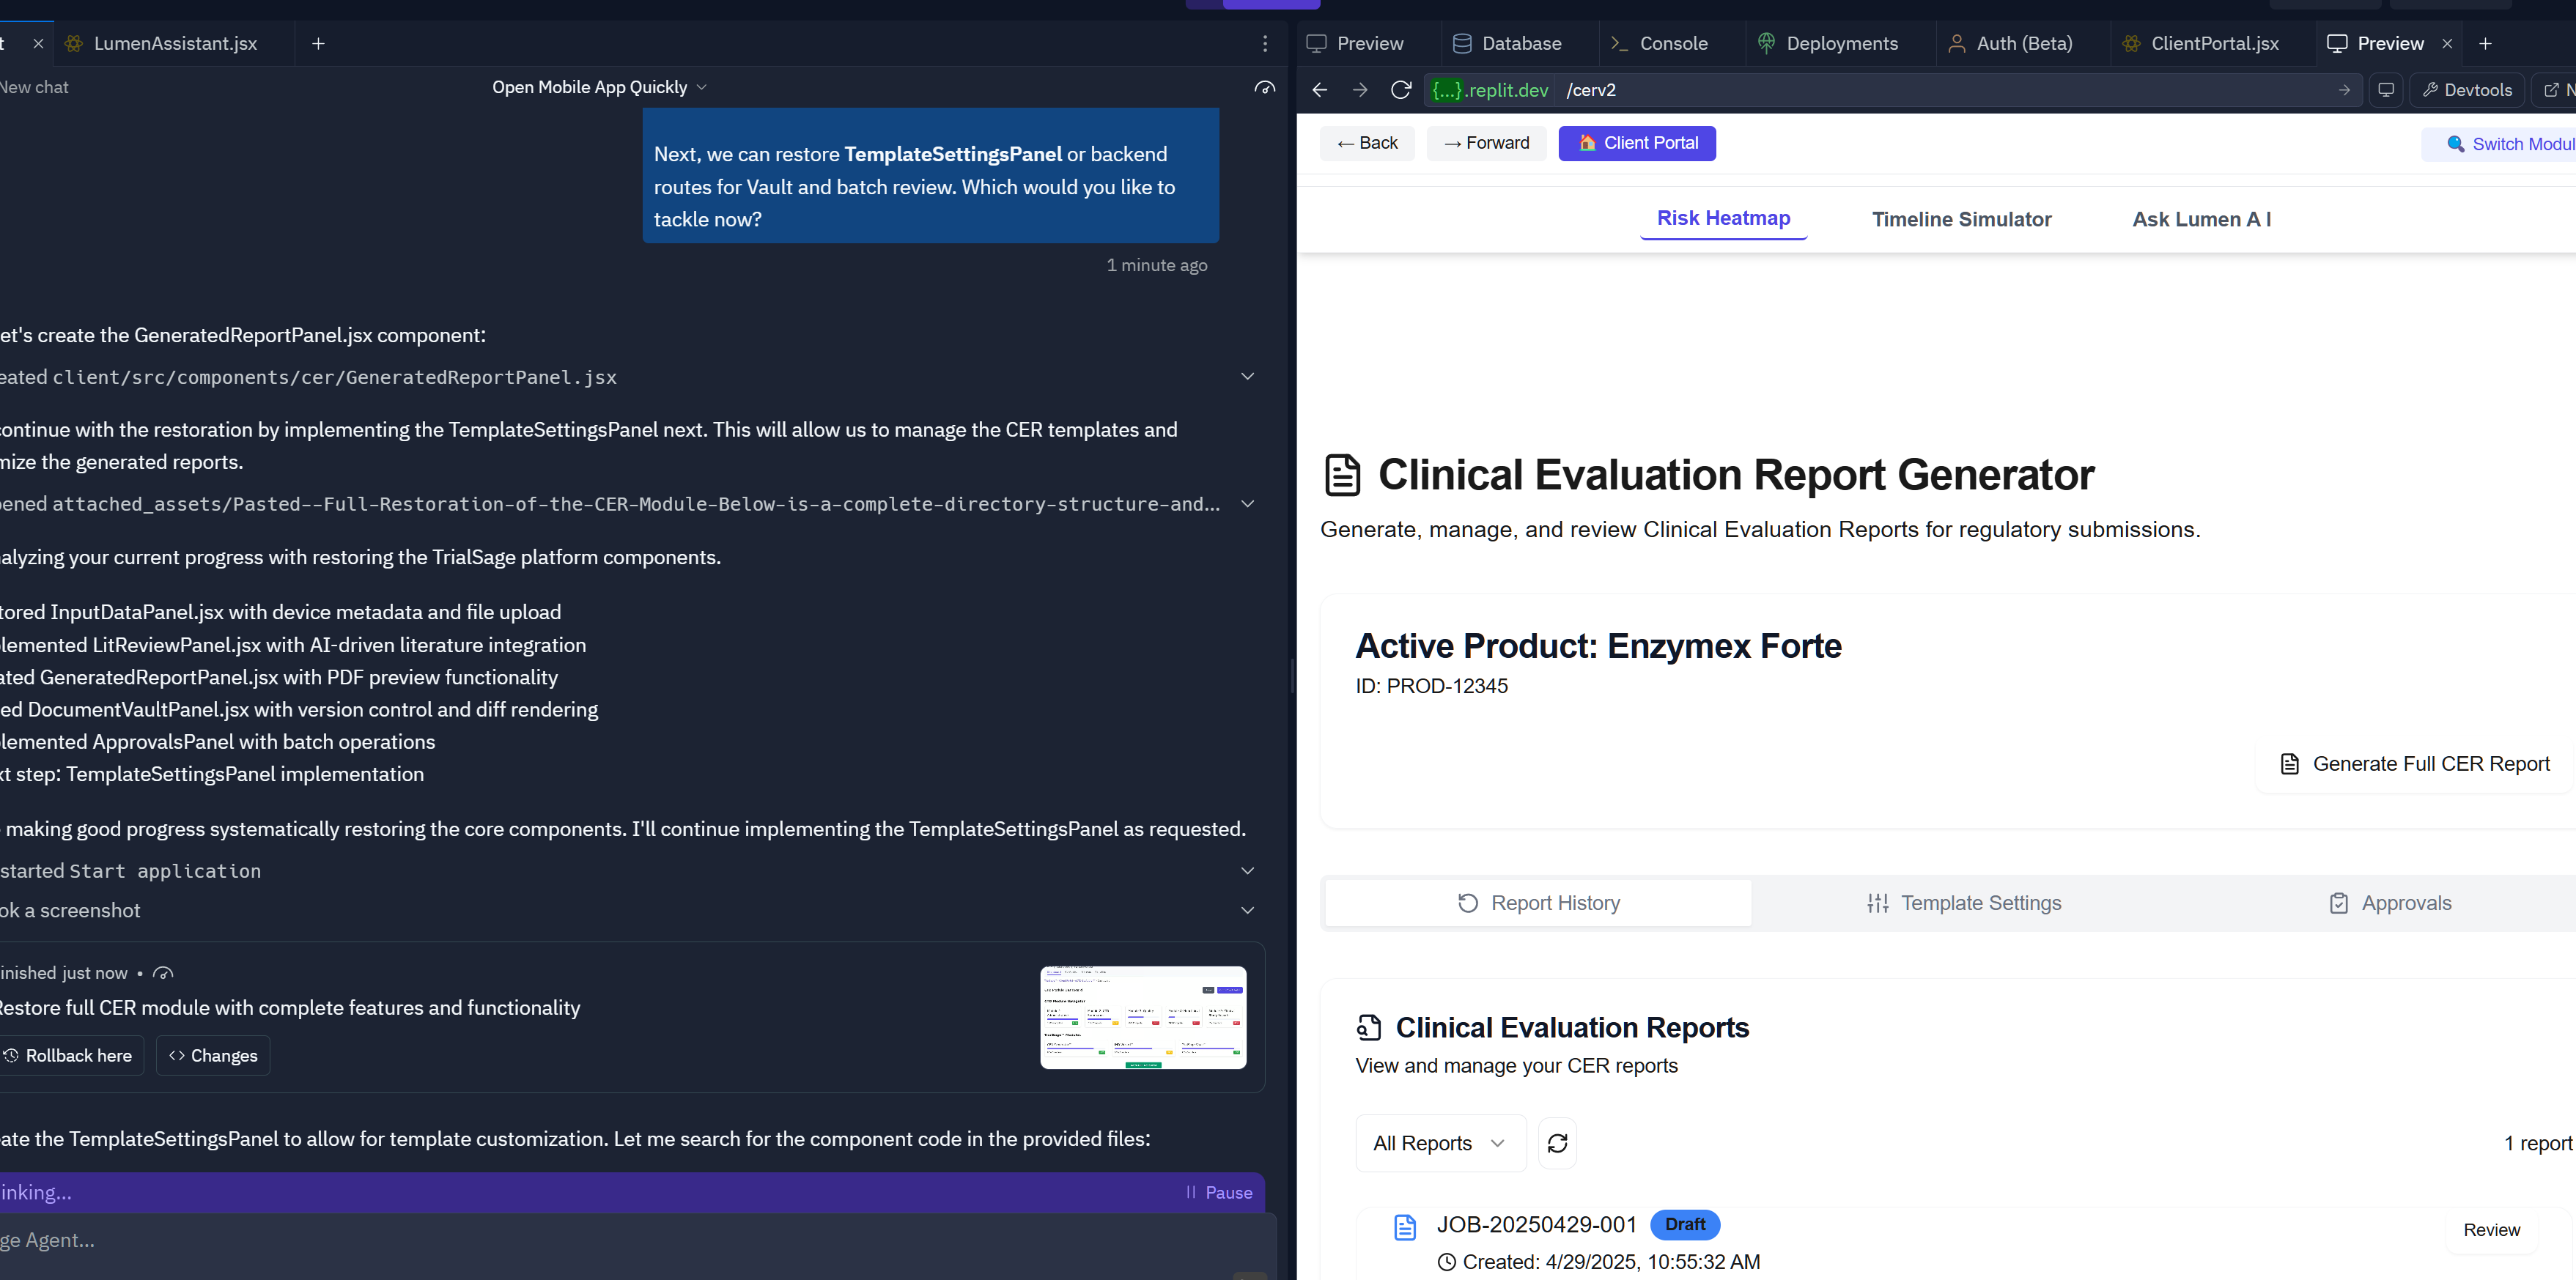 t
LumenAssistant.jsx
New chat
Open Mobile App Quickly
Next, we can restore TemplateSettingsPanel or backend
routes for Vault and batch review. Which would you like to
tackle now?
1 minute ago
et's create the GeneratedReportPanel.jsx component:
eated client/src/components/cer/GeneratedReportPanel.jsx
continue with the restoration by implementing the TemplateSettingsPanel next. This will allow us to manage the CER templates and
mize the generated reports.
ened attached_assets/Pasted--Full-Restoration-of-the-CER-Module-Below-is-a-complete-directory-structure-and...
alyzing your current progress with restoring the TrialSage platform components.
tored InputDataPanel.jsx with device metadata and file upload
lemented LitReviewPanel.jsx with AI-driven literature integration
ated GeneratedReportPanel.jsx with PDF preview functionality
ed DocumentVaultPanel.jsx with version control and diff rendering
lemented ApprovalsPanel with batch operations
xt step: TemplateSettingsPanel implementation
making good progress systematically restoring the core components. I'll continue implementing the TemplateSettingsPanel as requested.
started Start application
ok a screenshot
inished just now •
Restore full CER module with complete features and functionality
Rollback here
<> Changes
ate the TemplateSettingsPanel to allow for template customization. Let me search for the component code in the provided files:
inking...
Pause
ge Agent...
Preview
Database
Console
Deployments
Auth (Beta)
ClientPortal.jsx
Preview
{...}.replit.dev /cerv2
Devtools
N
← Back
→ Forward
Client Portal
Switch Modul
Risk Heatmap
Timeline Simulator
Ask Lumen A I
Clinical Evaluation Report Generator
Generate, manage, and review Clinical Evaluation Reports for regulatory submissions.
Active Product: Enzymex Forte
ID: PROD-12345
Generate Full CER Report
Report History
Template Settings
Approvals
Clinical Evaluation Reports
View and manage your CER reports
All Reports
1 report
JOB-20250429-001 Draft
Review
Created: 4/29/2025, 10:55:32 AM